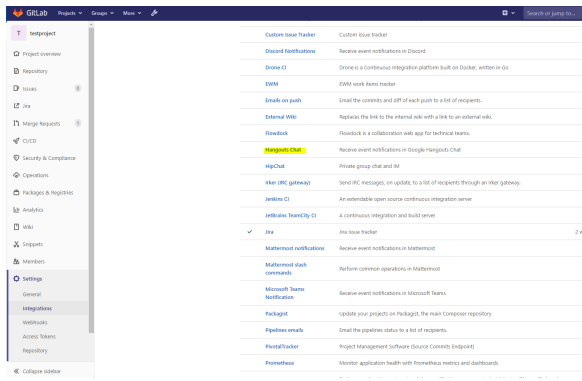 GitLab Projects Groups More Search or jump to...
T testproject
Project overview
Repository
Issues 0
Jira
Merge Requests 1
CI/CD
Security & Compliance
Operations
Packages & Registries
Analytics
Wiki
Snippets
Members
Settings
General
Integrations
Webhooks
Access Tokens
Repository
Collapse sidebar
Custom Issue Tracker Custom issue tracker
Discord Notifications Receive event notifications in Discord
Drone CI Drone is a Continuous Integration platform built on Docker, written in Go
EWM EWM work items tracker
Emails on push Email the commits and diff of each push to a list of recipients.
External Wiki Replaces the link to the internal wiki with a link to an external wiki.
Flowdock Flowdock is a collaboration web app for technical teams.
Hangouts Chat Receive event notifications in Google Hangouts Chat
HipChat Private group chat and IM
Irker (IRC gateway) Send IRC messages, on update, to a list of recipients through an Irker gateway.
Jenkins CI An extendable open source continuous integration server
JetBrains TeamCity CI A continuous integration and build server
Jira Jira issue tracker 2 w
Mattermost notifications Receive event notifications in Mattermost
Mattermost slash
commands Perform common operations in Mattermost
Microsoft Teams
Notification Receive event notifications in Microsoft Teams
Packagist Update your projects on Packagist, the main Composer repository
Pipelines emails Email the pipelines status to a list of recipients.
PivotalTracker Project Management Software (Source Commits Endpoint)
Prometheus Monitor application health with Prometheus metrics and dashboards